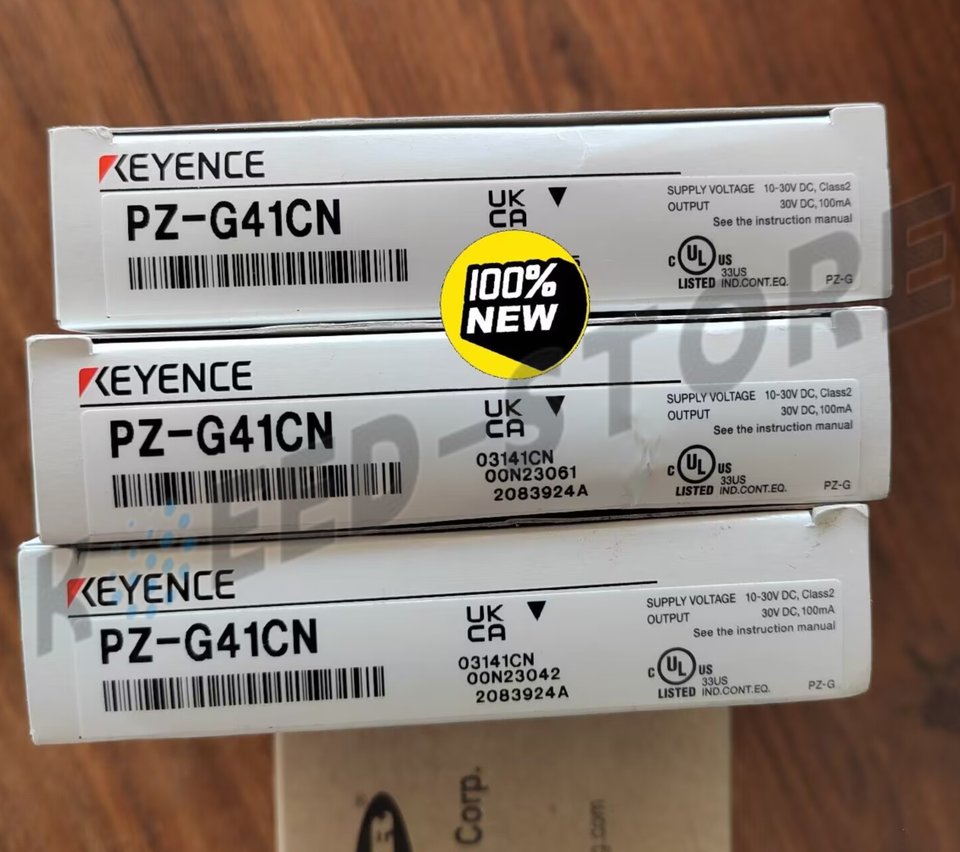 KEYENCE
PZ-G41CN
UK
CA
SUPPLY VOLTAGE 10-30V DC, Class2
OUTPUT 30V DC, 100mA
See the instruction manual
C UL US
LISTED 33US
IND.CONT.EQ.
PZ-G
100%
NEW
KEYENCE
PZ-G41CN
UK
CA
03141CN
00N23061
2083924A
SUPPLY VOLTAGE 10-30V DC, Class2
OUTPUT 30V DC, 100mA
See the instruction manual
C UL US
LISTED 33US
IND.CONT.EQ.
PZ-G
KEYENCE
PZ-G41CN
UK
CA
03141CN
00N23042
2083924A
SUPPLY VOLTAGE 10-30V DC, Class2
OUTPUT 30V DC, 100mA
See the instruction manual
C UL US
LISTED 33US
IND.CONT.EQ.
PZ-G
EED-STORE
Corp.